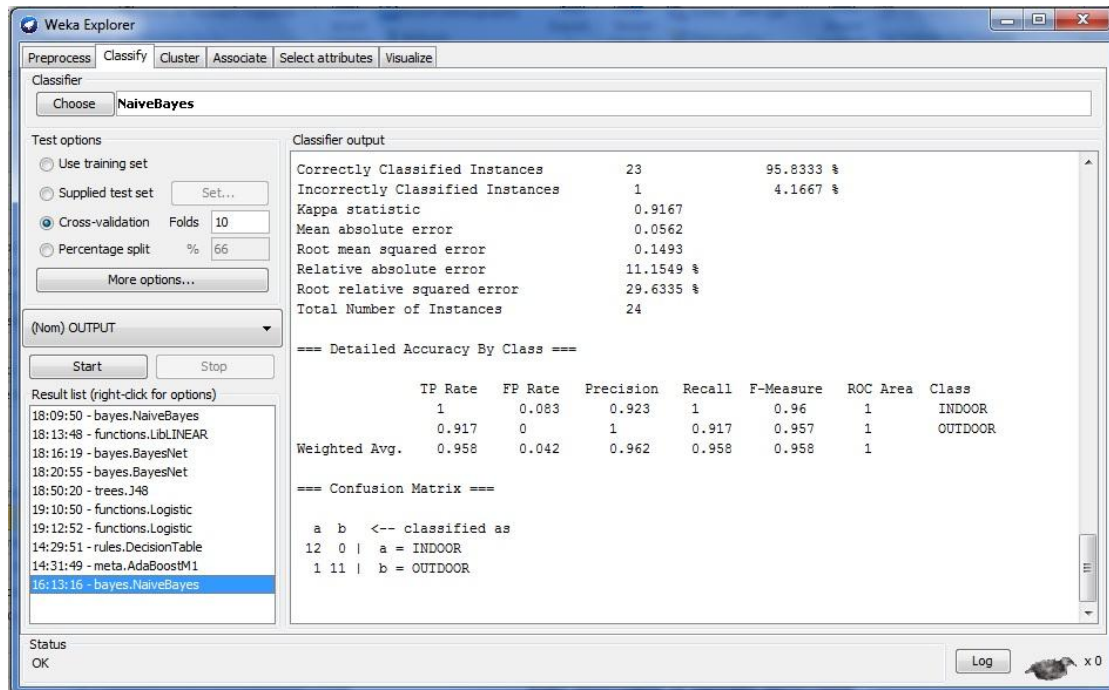 Weka Explorer
Preprocess Classify Cluster Associate Select attributes Visualize
Classifier
Choose NaiveBayes
Test options
Use training set
Supplied test set Set...
Cross-validation Folds 10
Percentage split % 66
More options...
(Nom) OUTPUT
Start Stop
Result list (right-click for options)
18:09:50 - bayes.NaiveBayes
18:13:48 - functions.LibLINEAR
18:16:19 - bayes.BayesNet
18:20:55 - bayes.BayesNet
18:50:20 - trees.J48
19:10:50 - functions.Logistic
19:12:52 - functions.Logistic
14:29:51 - rules.DecisionTable
14:31:49 - meta.AdaBoostM1
16:13:16 - bayes.NaiveBayes
Classifier output
Correctly Classified Instances 23 95.8333 %
Incorrectly Classified Instances 1 4.1667 %
Kappa statistic 0.9167
Mean absolute error 0.0562
Root mean squared error 0.1493
Relative absolute error 11.1549 %
Root relative squared error 29.6335 %
Total Number of Instances 24
=== Detailed Accuracy By Class ===
TP Rate FP Rate Precision Recall F-Measure ROC Area Class
1 0.083 0.923 1 0.96 1 INDOOR
0.917 0 1 0.917 0.957 1 OUTDOOR
Weighted Avg. 0.958 0.042 0.962 0.958 0.958 1
=== Confusion Matrix ===
a b <-- classified as
12 0 | a = INDOOR
1 11 | b = OUTDOOR
Status
OK
Log x 0